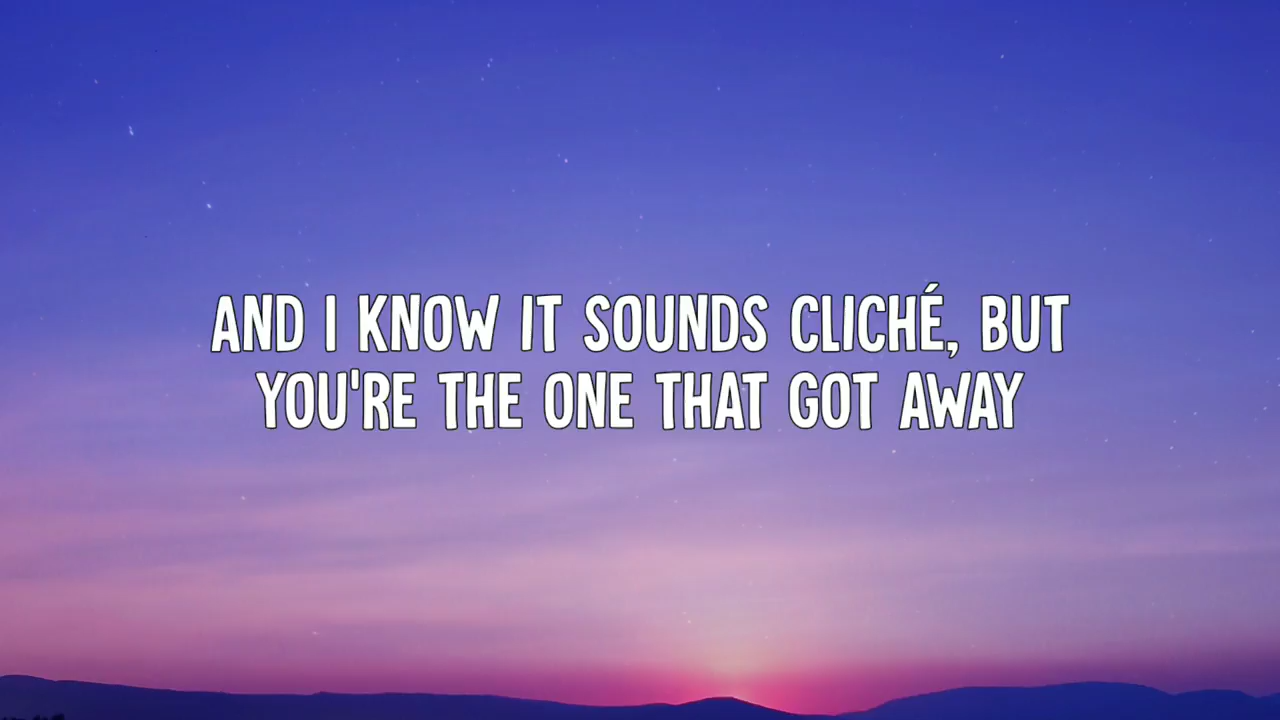 AND I KNOW IT SOUNDS CLICHÉ, BUT
YOU'RE THE ONE THAT GOT AWAY